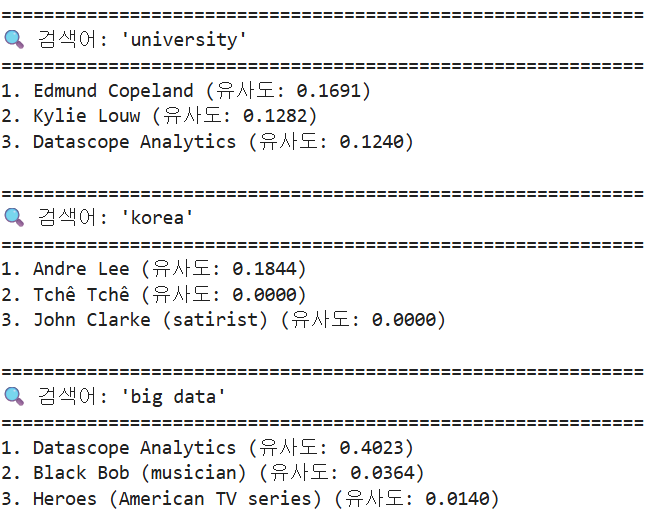 ============================================================
🔍 검색어: 'university'
============================================================
1. Edmund Copeland (유사도: 0.1691)
2. Kylie Louw (유사도: 0.1282)
3. Datascope Analytics (유사도: 0.1240)
============================================================
🔍 검색어: 'korea'
============================================================
1. Andre Lee (유사도: 0.1844)
2. Tchê Tchê (유사도: 0.0000)
3. John Clarke (satirist) (유사도: 0.0000)
============================================================
🔍 검색어: 'big data'
============================================================
1. Datascope Analytics (유사도: 0.4023)
2. Black Bob (musician) (유사도: 0.0364)
3. Heroes (American TV series) (유사도: 0.0140)